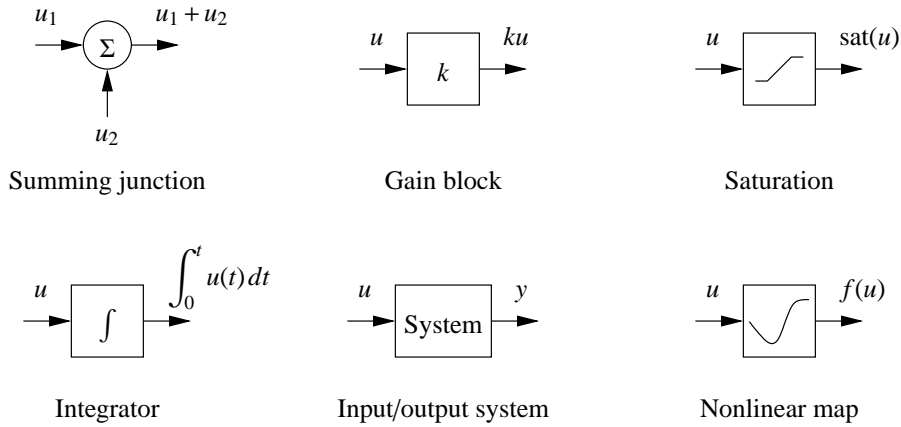 u₁ u₁ + u₂
Σ
u₂
Summing junction
u ku
k
Gain block
u sat(u)
Saturation
u ∫₀ᵗ u(t) dt
∫
Integrator
u y
System
Input/output system
u f(u)
Nonlinear map